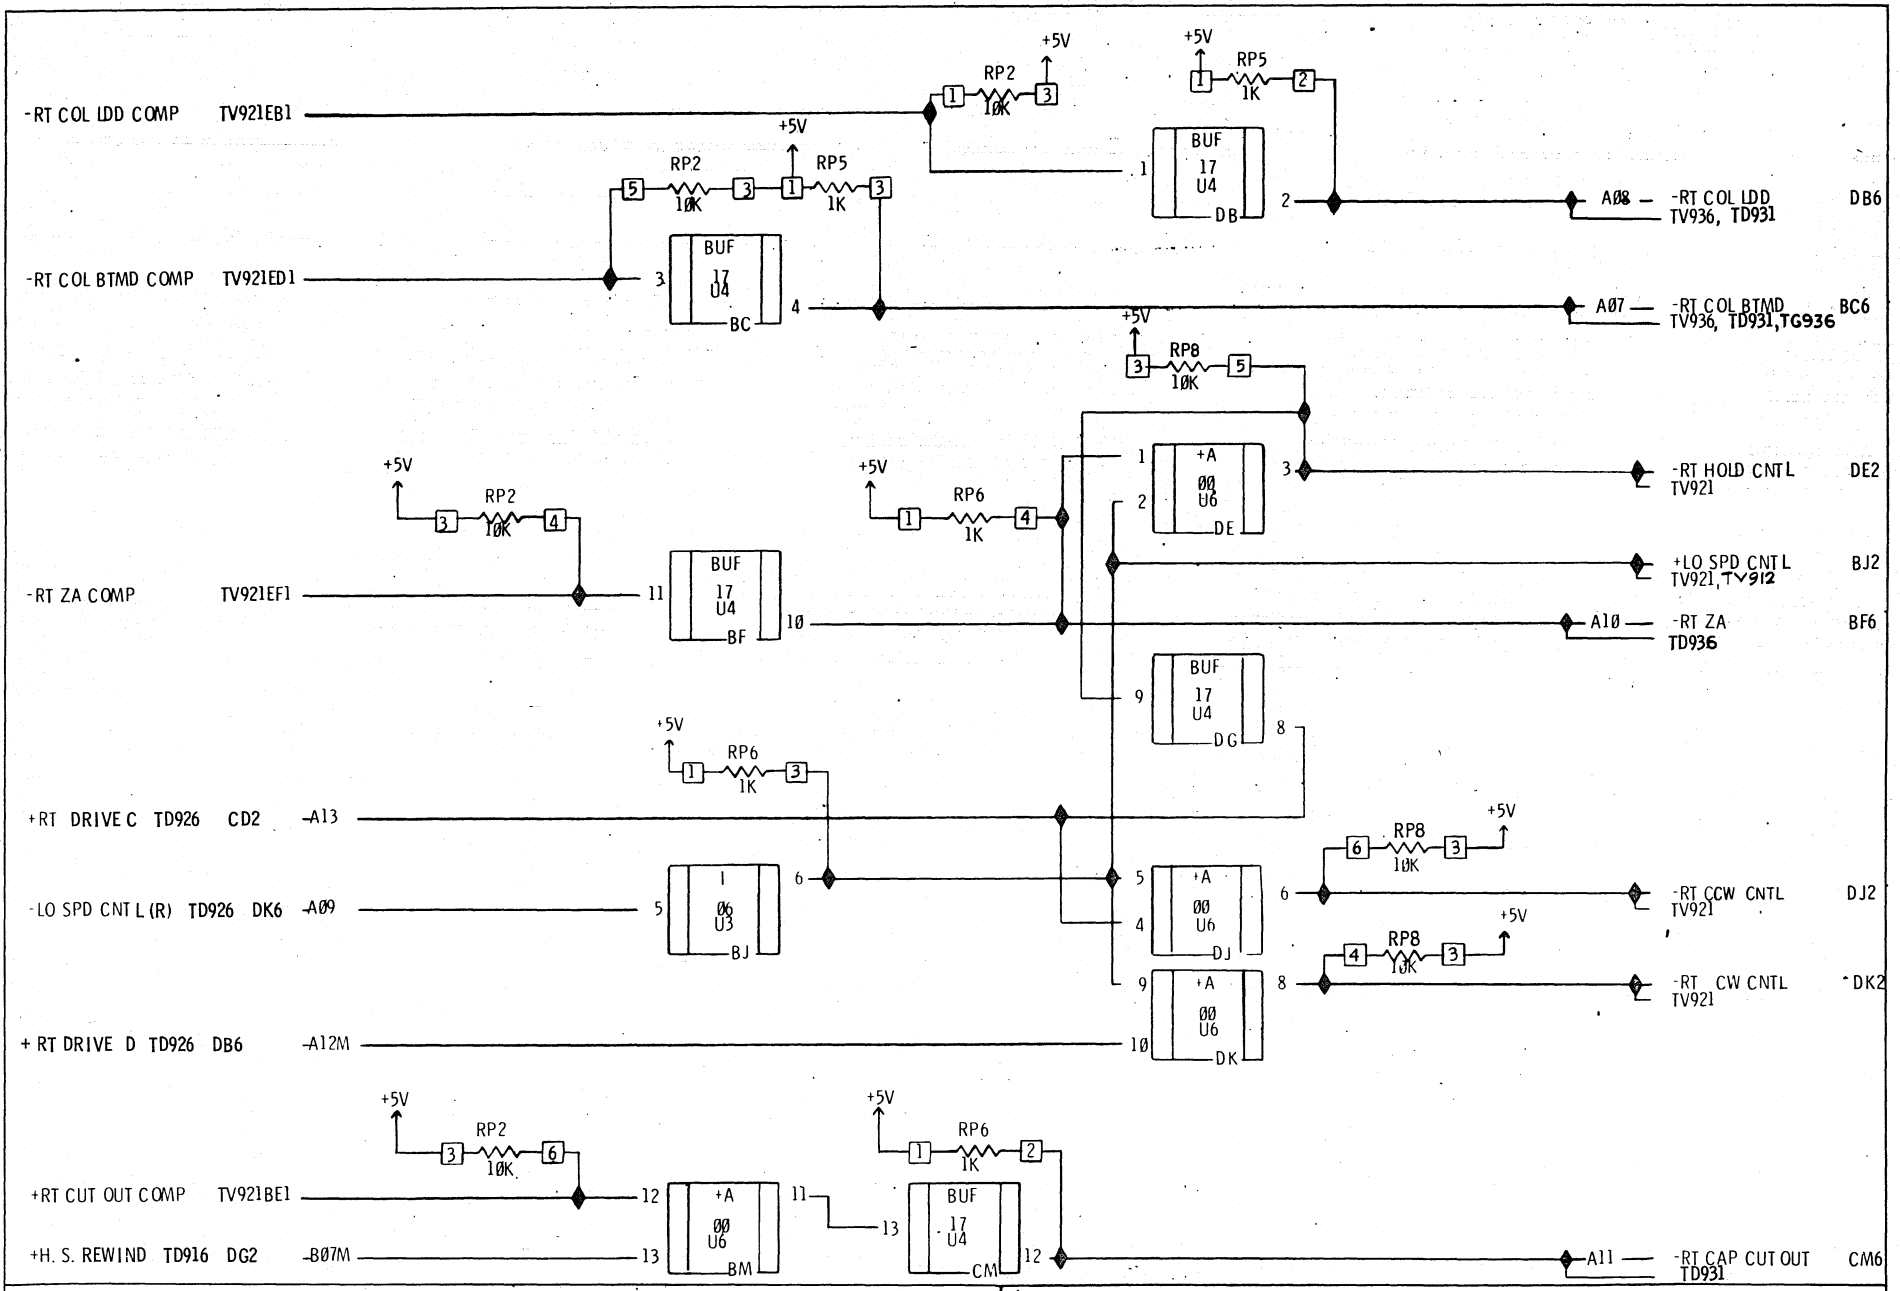 +5V
+5V
RP2
RP5
1
3
1
2
10K
1K
-RT COL LDD COMP TV921EB1
+5V
BUF
17
U4
DB
1
2
RP2
RP5
5
3
1
3
10K
1K
A08 -RT COL LDD DB6
TV936, TD931
BUF
17
U4
BC
-RT COL BTMD COMP TV921ED1
3
4
A07 -RT COL BTMD BC6
TV936, TD931, TG936
+5V
RP8
3
5
10K
+A
00
U6
DE
1
2
3
+5V
+5V
RP2
RP6
3
4
1
4
10K
1K
-RT HOLD CNTL DE2
TV921
+LO SPD CNTL BJ2
TV921, TV912
BUF
17
U4
BF
-RT ZA COMP TV921EF1
11
10
A10 -RT ZA BF6
TD936
BUF
17
U4
DG
9
8
+5V
RP6
1
3
1K
+RT DRIVE C TD926 CD2 A13
+5V
RP8
6
3
10K
I
06
U3
BJ
6
5
-LO SPD CNTL (R) TD926 DK6 A09
+A
00
U6
DJ
5
4
6
-RT CCW CNTL DJ2
TV921
+5V
RP8
4
3
10K
+A
00
U6
DK
9
10
8
-RT CW CNTL DK2
TV921
+ RT DRIVE D TD926 DB6 A12M
+5V
+5V
RP2
RP6
3
6
1
2
10K
1K
+RT CUT OUT COMP TV921BE1
+A
00
U6
BM
12
13
11
BUF
17
U4
CM
13
12
+H. S. REWIND TD916 DG2 B07M
A11 -RT CAP CUT OUT CM6
TD931